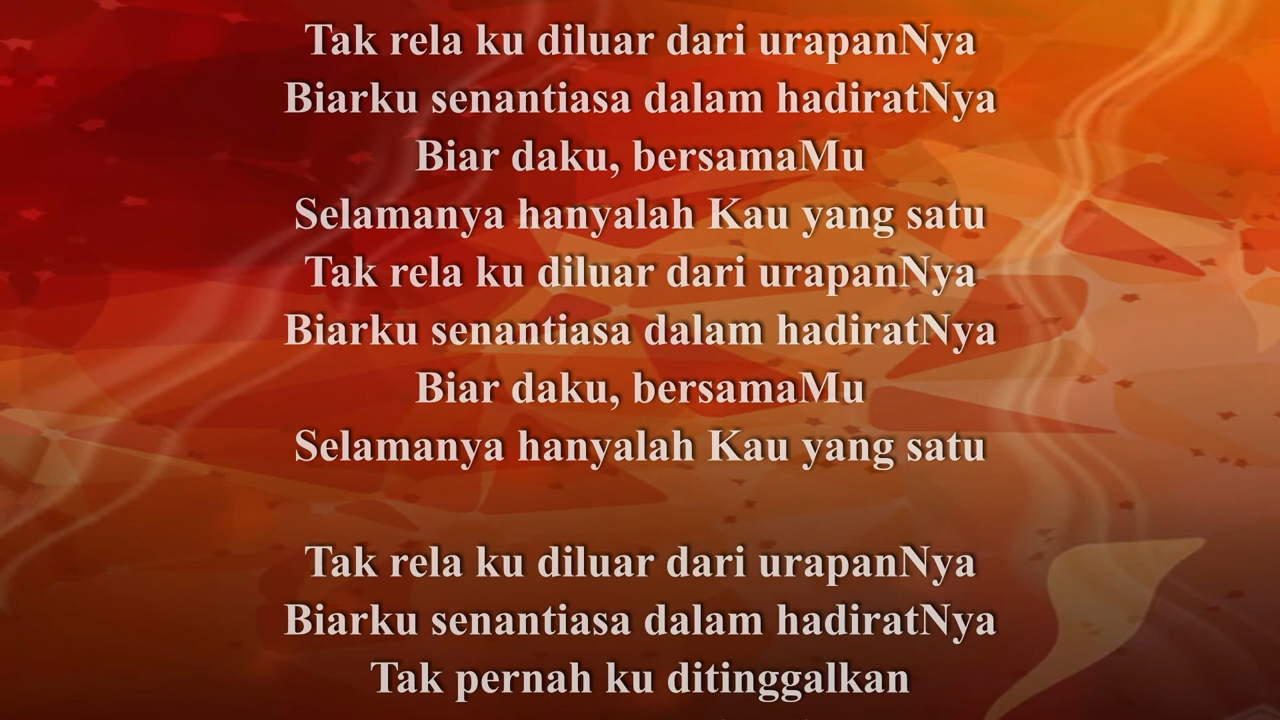 Tak rela ku diluar dari urapanNya
Biarku senantiasa dalam hadiratNya
Biar daku, bersamaMu
Selamanya hanyalah Kau yang satu
Tak rela ku diluar dari urapanNya
Biarku senantiasa dalam hadiratNya
Biar daku, bersamaMu
Selamanya hanyalah Kau yang satu
Tak rela ku diluar dari urapanNya
Biarku senantiasa dalam hadiratNya
Tak pernah ku ditinggalkan